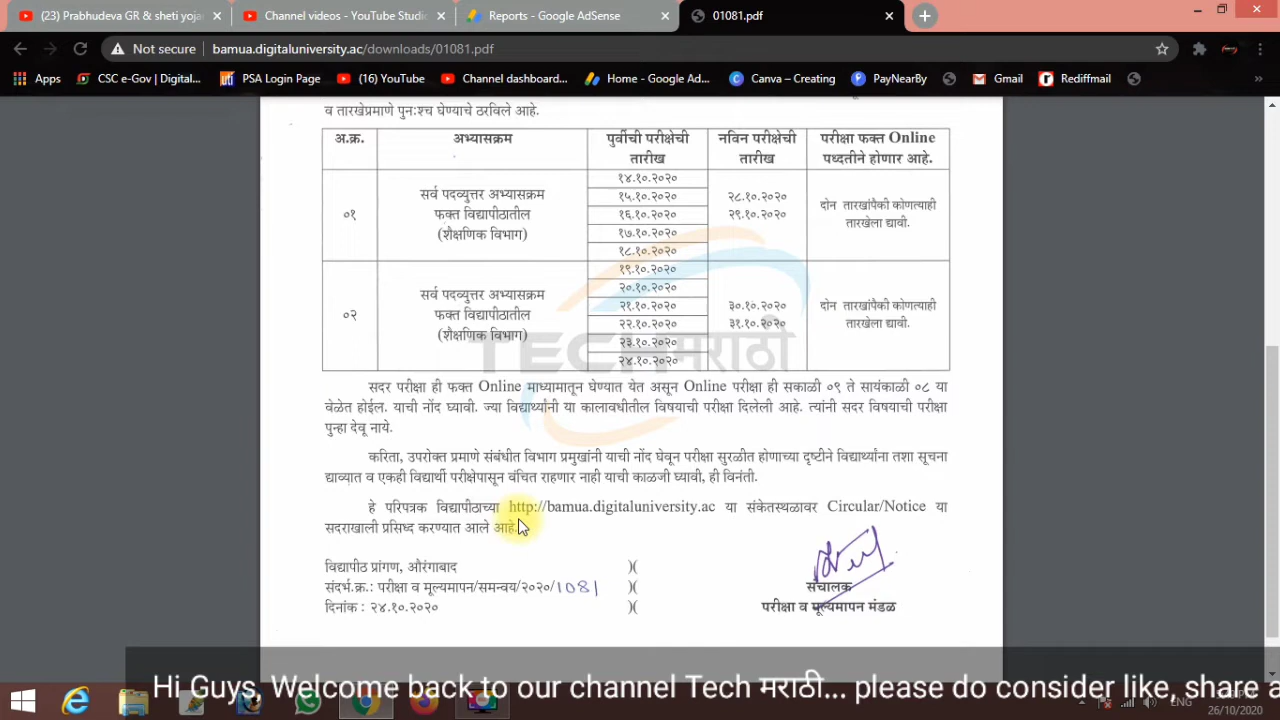 (23) Prabhudeva GR & sheti yoja
Channel videos - YouTube Studio
Reports - Google AdSense
01081.pdf
Not secure
bamua.digitaluniversity.ac/downloads/01081.pdf
Apps
CSC e-Gov | Digital...
PSA Login Page
(16) YouTube
Channel dashboard...
Home - Google Ad...
Canva – Creating
PayNearBy
Gmail
Rediffmail
व तारखेप्रमाणे पुन:श्च घेण्याचे ठरविले आहे.
अ.क्र.
अभ्यासक्रम
पुर्वीची परीक्षेची तारीख
नविन परीक्षेची तारीख
परीक्षा फक्त Online पध्दतीने होणार आहे.
०१
सर्व पदव्युत्तर अभ्यासक्रम
फक्त विद्यापीठातील
(शैक्षणिक विभाग)
१४.१०.२०२०
१५.१०.२०२०
१६.१०.२०२०
१७.१०.२०२०
१८.१०.२०२०
२८.१०.२०२०
२९.१०.२०२०
दोन तारखांपैकी कोणत्याही
तारखेला द्यावी.
०२
सर्व पदव्युत्तर अभ्यासक्रम
फक्त विद्यापीठातील
(शैक्षणिक विभाग)
१९.१०.२०२०
२०.१०.२०२०
२१.१०.२०२०
२२.१०.२०२०
२३.१०.२०२०
२४.१०.२०२०
३०.१०.२०२०
३१.१०.२०२०
दोन तारखांपैकी कोणत्याही
तारखेला द्यावी.
TECHमराठी
सदर परीक्षा ही फक्त Online माध्यामातून घेण्यात येत असून Online परीक्षा ही सकाळी ०९ ते सायंकाळी ०८ या
वेळेत होईल. याची नोंद घ्यावी. ज्या विद्यार्थ्यांनी या कालावधीतील विषयाची परीक्षा दिलेली आहे. त्यांनी सदर विषयाची परीक्षा
पुन्हा देवू नाये.
करिता, उपरोक्त प्रमाणे संबंधीत विभाग प्रमुखांनी याची नोंद घेवून परीक्षा सुरळीत होणाच्या दृष्टीने विद्यार्थ्यांना तशा सूचना
द्याव्यात व एकही विद्यार्थी परीक्षेपासून वंचित राहणार नाही याची काळजी घ्यावी, ही विनंती.
हे परिपत्रक विद्यापीठाच्या http://bamua.digitaluniversity.ac या संकेतस्थळावर Circular/Notice या
सदराखाली प्रसिध्द करण्यात आले आहे.
विद्यापीठ प्रांगण, औरंगाबाद )(
संदर्भ.क्र.: परीक्षा व मूल्यमापन/समन्वय/२०२०/1081 )(
दिनांक : २४.१०.२०२० )(
संचालक
परीक्षा व मूल्यमापन मंडळ
Hi Guys, Welcome back to our channel Tech मराठी... please do consider like, share a
26/10/2020